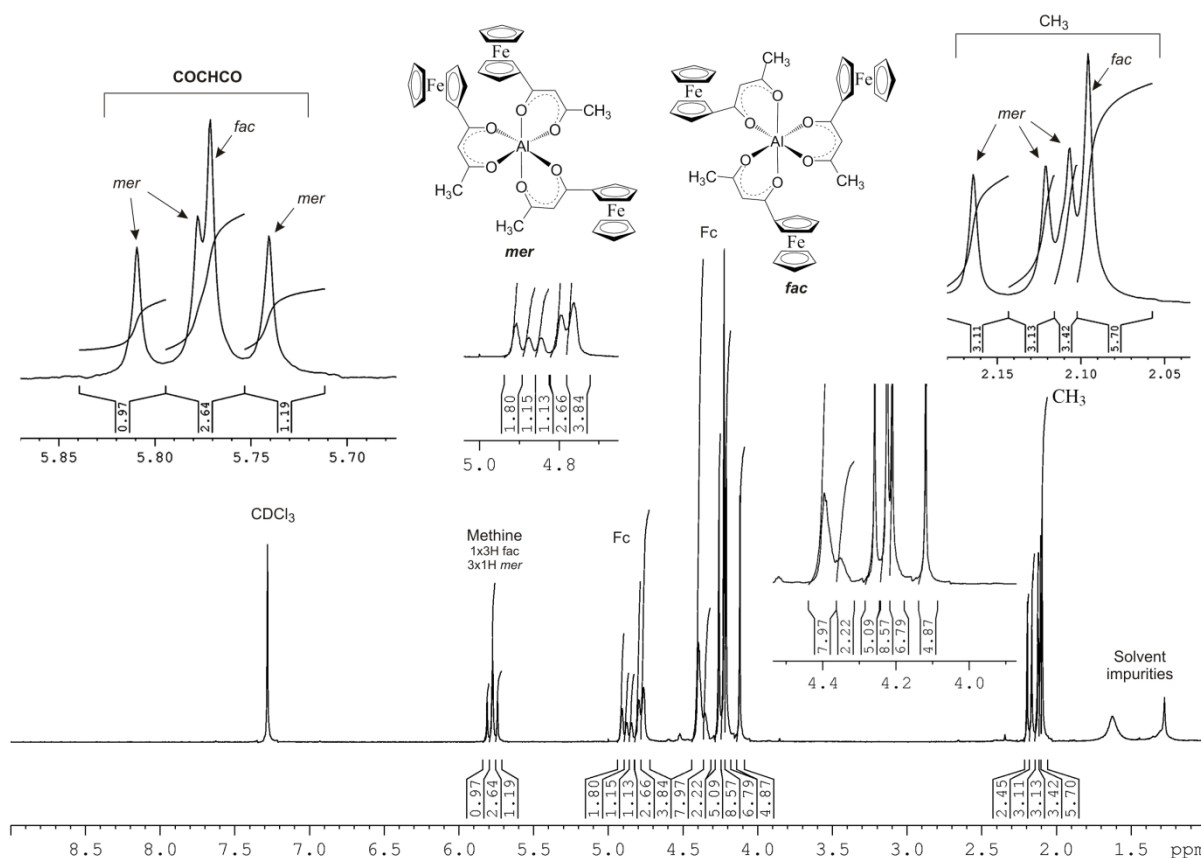 COCHCO
mer
fac
mer
0.97
2.64
1.19
5.85 5.80 5.75 5.70
Fe
Fe
CH3
O
O
O
O
Al
O
O
H3C
H3C
Fe
mer
Fe
CH3
Fe
O
O
O
O
Al
O
O
CH3
H3C
Fe
fac
CH3
fac
mer
3.11
3.13
3.42
5.70
2.15 2.10 2.05
CH3
1.80
1.15
1.13
2.66
3.84
5.0 4.8
Fc
7.97
2.22
5.09
8.57
6.79
4.87
4.4 4.2 4.0
CDCl3
Methine
1x3H fac
3x1H mer
Fc
Solvent
impurities
0.97
2.64
1.19
1.80
1.15
1.13
2.66
3.84
7.97
2.22
5.09
8.57
6.79
4.87
2.45
3.11
3.13
3.42
5.70
8.5 8.0 7.5 7.0 6.5 6.0 5.5 5.0 4.5 4.0 3.5 3.0 2.5 2.0 1.5 ppm